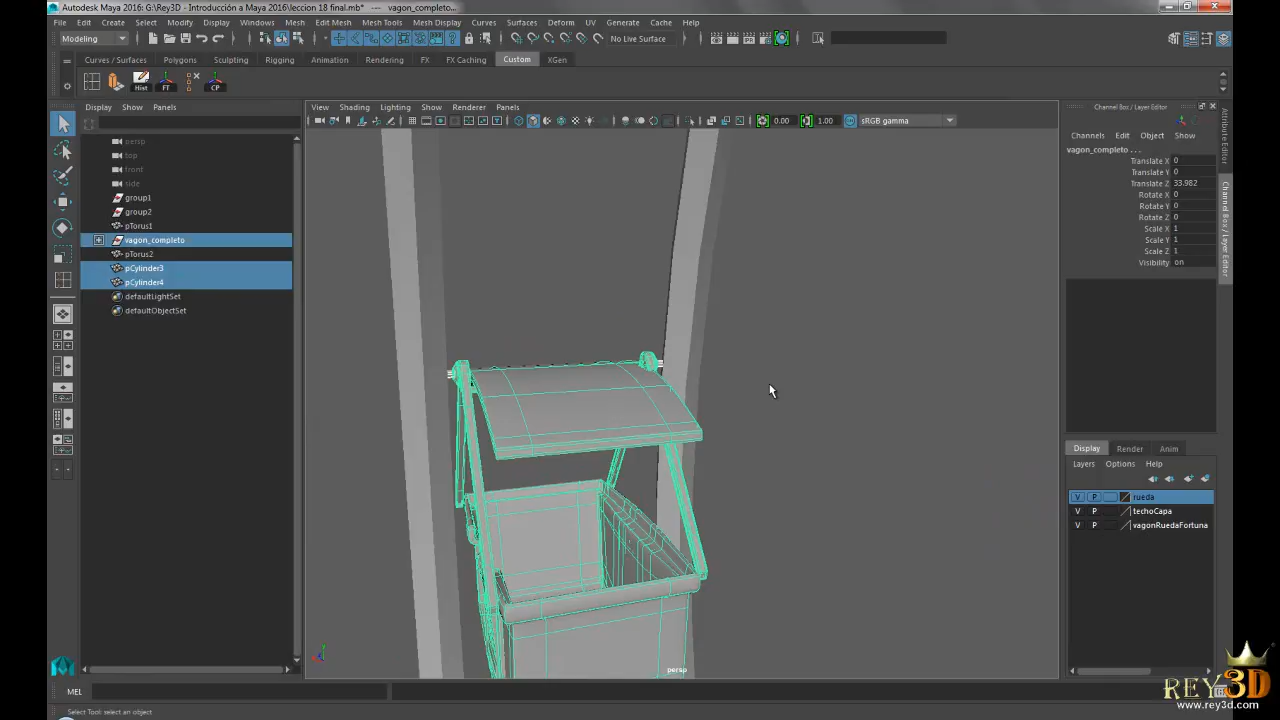 Autodesk Maya 2016: G:\Rey3D - Introducción a Maya 2016\leccion 18 final.mb* --- vagon_completo...
File Edit Create Select Modify Display Windows Mesh Edit Mesh Mesh Tools Mesh Display Curves Surfaces Deform UV Generate Cache Help
Modeling No Live Surface
Curves / Surfaces Polygons Sculpting Rigging Animation Rendering FX FX Caching Custom XGen
Hist FT CP
Display Show Panels
View Shading Lighting Show Renderer Panels
0.00 1.00 sRGB gamma
persp
top
front
side
group1
group2
pTorus1
vagon_completo
pTorus2
pCylinder3
pCylinder4
defaultLightSet
defaultObjectSet
persp
Channel Box / Layer Editor
Channels Edit Object Show
vagon_completo . . .
Translate X 0
Translate Y 0
Translate Z 33.982
Rotate X 0
Rotate Y 0
Rotate Z 0
Scale X 1
Scale Y 1
Scale Z 1
Visibility on
Attribute Editor
Channel Box / Layer Editor
Display Render Anim
Layers Options Help
V P rueda
V P techoCapa
V P vagonRuedaFortuna
MEL
Select Tool: select an object
REY3D
www.rey3d.com